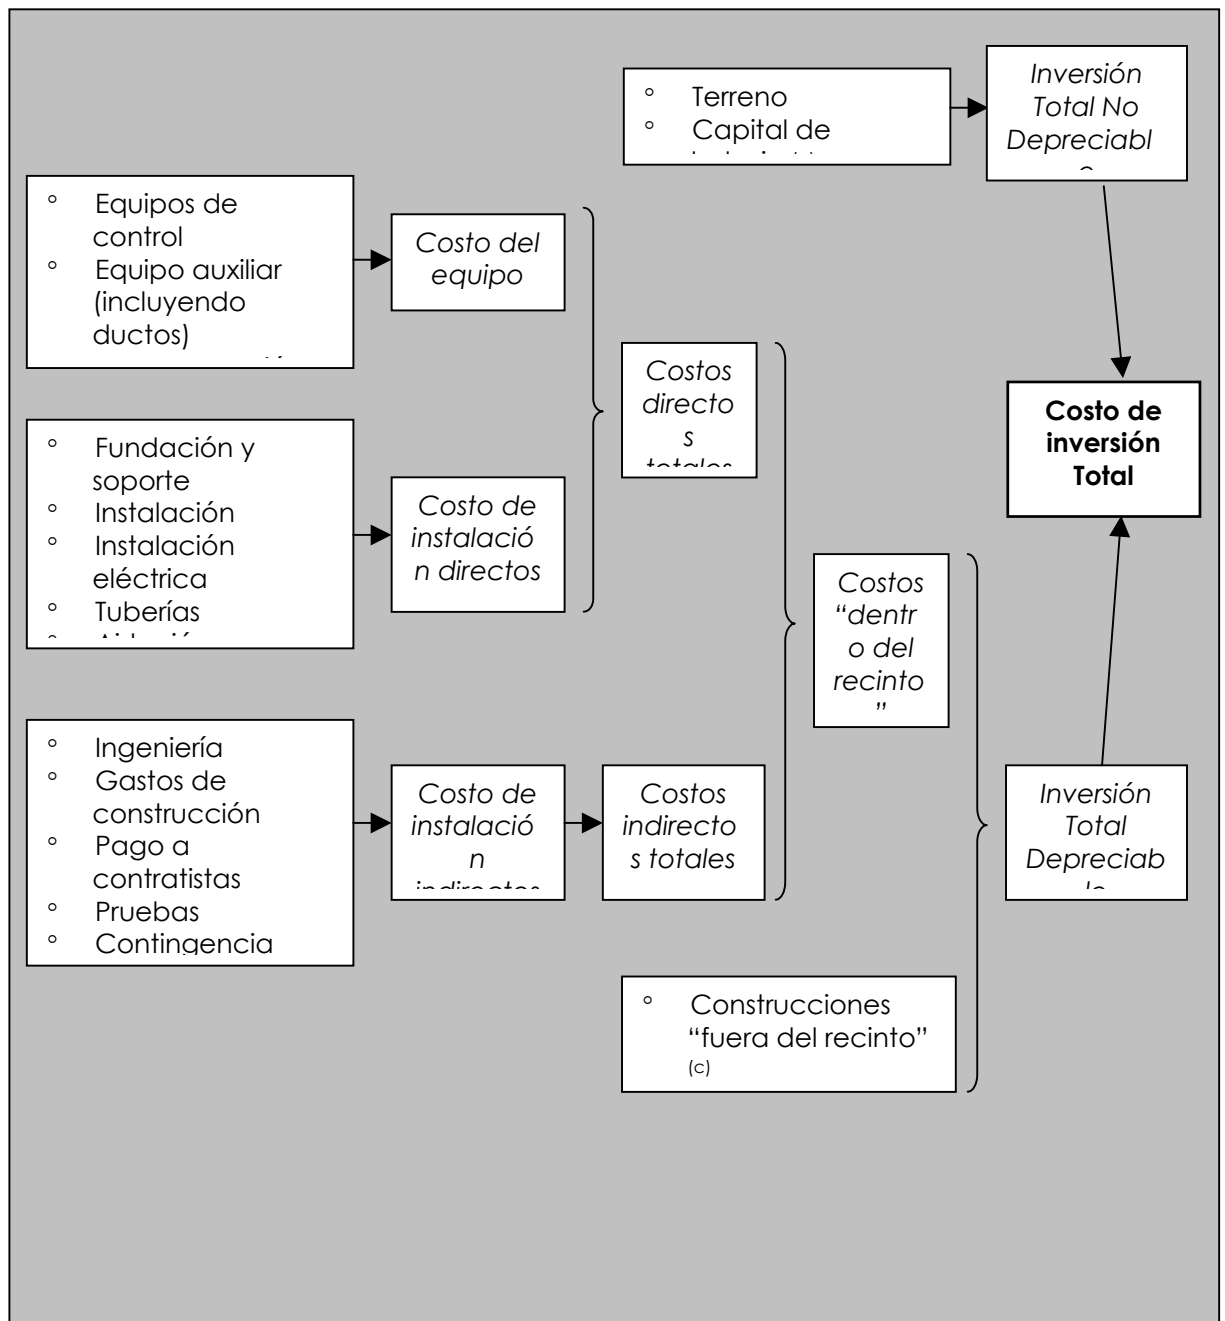 ° Terreno
° Capital de
Inversión
Total No
Depreciabl
° Equipos de
control
° Equipo auxiliar
(incluyendo
ductos)
Costo del
equipo
Costos
directo
s
totales
Costo de
inversión
Total
° Fundación y
soporte
° Instalación
° Instalación
eléctrica
° Tuberías
Costo de
instalació
n directos
Costos
“dentr
o del
recinto
”
° Ingeniería
° Gastos de
construcción
° Pago a
contratistas
° Pruebas
° Contingencia
Costo de
instalació
n
indirectos
Costos
indirecto
s totales
Inversión
Total
Depreciab
° Construcciones
“fuera del recinto”
(c)